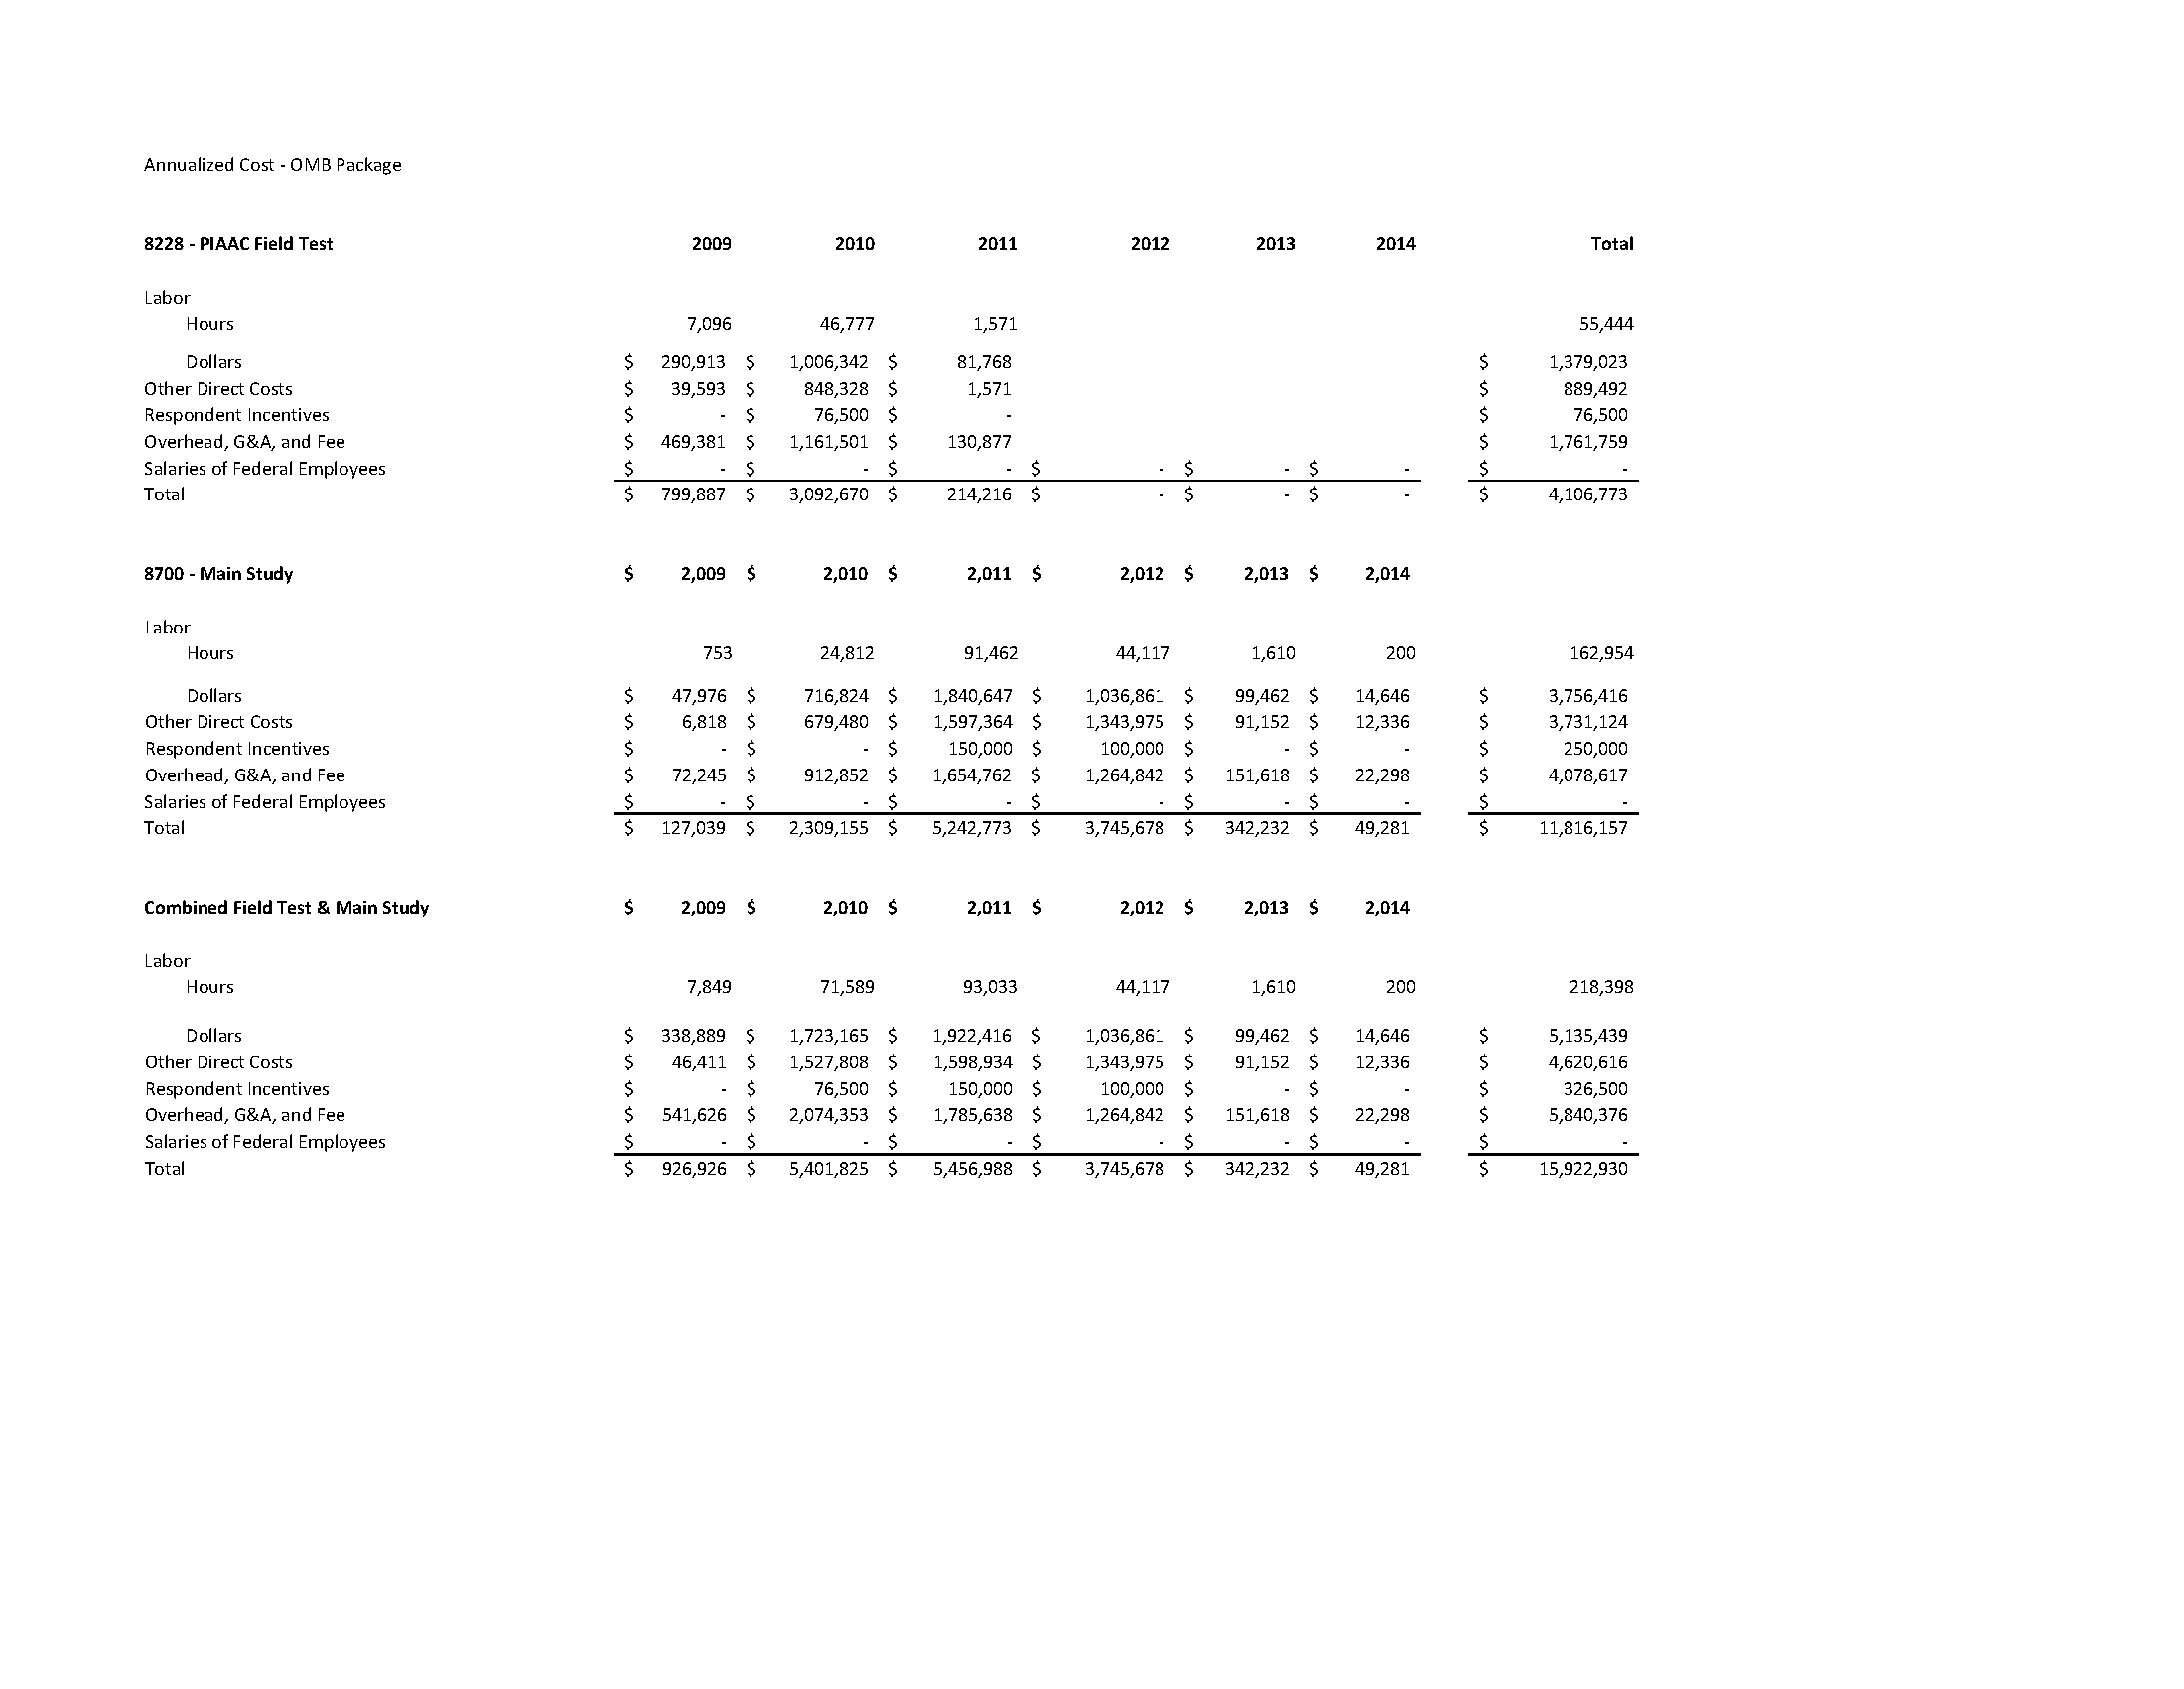 Annualized Cost - OMB Package
8228 - PIAAC Field Test 2009 2010 2011 2012 2013 2014 Total
Labor
Hours 7,096 46,777 1,571 55,444
Dollars $ 290,913 $ 1,006,342 $ 81,768 $ 1,379,023
Other Direct Costs $ 39,593 $ 848,328 $ 1,571 $ 889,492
Respondent Incentives $ - $ 76,500 $ - $ 76,500
Overhead, G&A, and Fee $ 469,381 $ 1,161,501 $ 130,877 $ 1,761,759
Salaries of Federal Employees $ - $ - $ - $ - $ - $ - $ -
Total $ 799,887 $ 3,092,670 $ 214,216 $ - $ - $ - $ 4,106,773
8700 - Main Study $ 2,009 $ 2,010 $ 2,011 $ 2,012 $ 2,013 $ 2,014
Labor
Hours 753 24,812 91,462 44,117 1,610 200 162,954
Dollars $ 47,976 $ 716,824 $ 1,840,647 $ 1,036,861 $ 99,462 $ 14,646 $ 3,756,416
Other Direct Costs $ 6,818 $ 679,480 $ 1,597,364 $ 1,343,975 $ 91,152 $ 12,336 $ 3,731,124
Respondent Incentives $ - $ - $ 150,000 $ 100,000 $ - $ - $ 250,000
Overhead, G&A, and Fee $ 72,245 $ 912,852 $ 1,654,762 $ 1,264,842 $ 151,618 $ 22,298 $ 4,078,617
Salaries of Federal Employees $ - $ - $ - $ - $ - $ - $ -
Total $ 127,039 $ 2,309,155 $ 5,242,773 $ 3,745,678 $ 342,232 $ 49,281 $ 11,816,157
Combined Field Test & Main Study $ 2,009 $ 2,010 $ 2,011 $ 2,012 $ 2,013 $ 2,014
Labor
Hours 7,849 71,589 93,033 44,117 1,610 200 218,398
Dollars $ 338,889 $ 1,723,165 $ 1,922,416 $ 1,036,861 $ 99,462 $ 14,646 $ 5,135,439
Other Direct Costs $ 46,411 $ 1,527,808 $ 1,598,934 $ 1,343,975 $ 91,152 $ 12,336 $ 4,620,616
Respondent Incentives $ - $ 76,500 $ 150,000 $ 100,000 $ - $ - $ 326,500
Overhead, G&A, and Fee $ 541,626 $ 2,074,353 $ 1,785,638 $ 1,264,842 $ 151,618 $ 22,298 $ 5,840,376
Salaries of Federal Employees $ - $ - $ - $ - $ - $ - $ -
Total $ 926,926 $ 5,401,825 $ 5,456,988 $ 3,745,678 $ 342,232 $ 49,281 $ 15,922,930